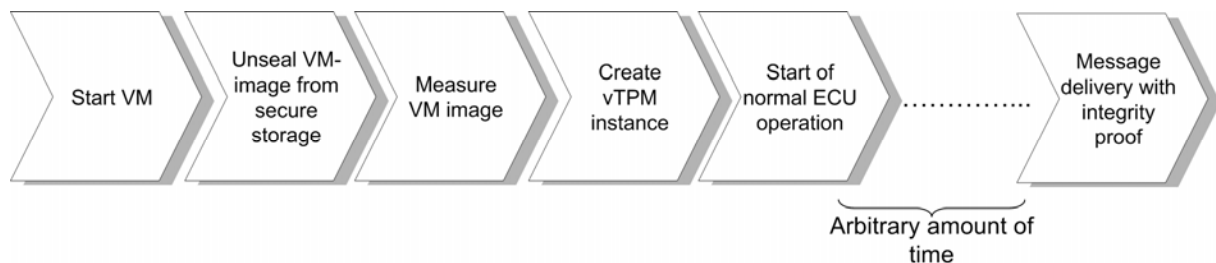 Start VM
Unseal VM-
image from
secure
storage
Measure
VM image
Create
vTPM
instance
Start of
normal ECU
operation
Message
delivery with
integrity
proof
Arbitrary amount of
time